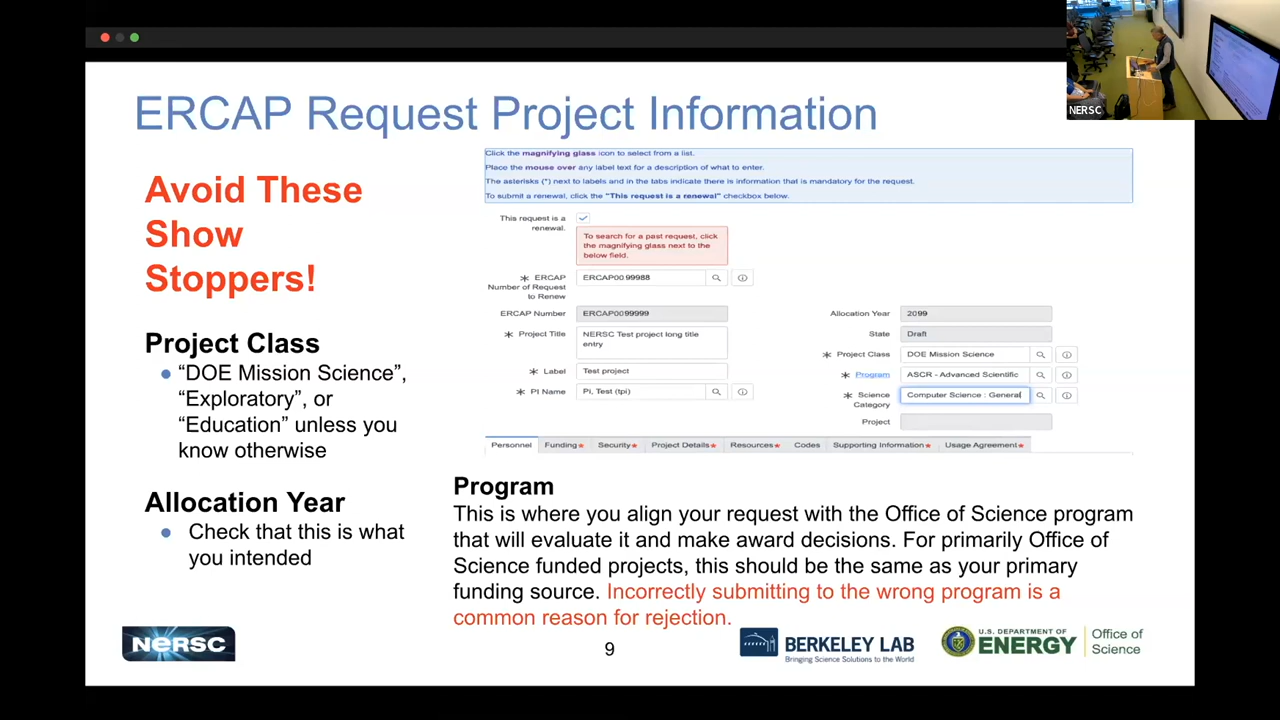 NERSC
ERCAP Request Project Information
Avoid These
Show
Stoppers!
Project Class
“DOE Mission Science”,
“Exploratory”, or
“Education” unless you
know otherwise
Allocation Year
Check that this is what
you intended
Click the magnifying glass icon to select from a list.
Place the mouse over any label text for a description of what to enter.
The asterisks (*) next to labels and in the tabs indicate there is information that is mandatory for the request.
To submit a renewal, click the "This request is a renewal" checkbox below.
This request is a
renewal.
To search for a past request, click
the magnifying glass next to the
below field.
* ERCAP
Number of Request
to Renew
ERCAP0099988
ERCAP Number
ERCAP0099999
* Project Title
NERSC Test project long title
entry
* Label
Test project
* PI Name
Pi, Test (tpi)
Allocation Year
2099
State
Draft
* Project Class
DOE Mission Science
* Program
ASCR - Advanced Scientific
* Science
Category
Computer Science : General
Project
Personnel Funding* Security* Project Details* Resources* Codes Supporting Information* Usage Agreement*
Program
This is where you align your request with the Office of Science program
that will evaluate it and make award decisions. For primarily Office of
Science funded projects, this should be the same as your primary
funding source. Incorrectly submitting to the wrong program is a
common reason for rejection.
NERSC
9
BERKELEY LAB
Bringing Science Solutions to the World
U.S. DEPARTMENT OF
ENERGY
Office of
Science